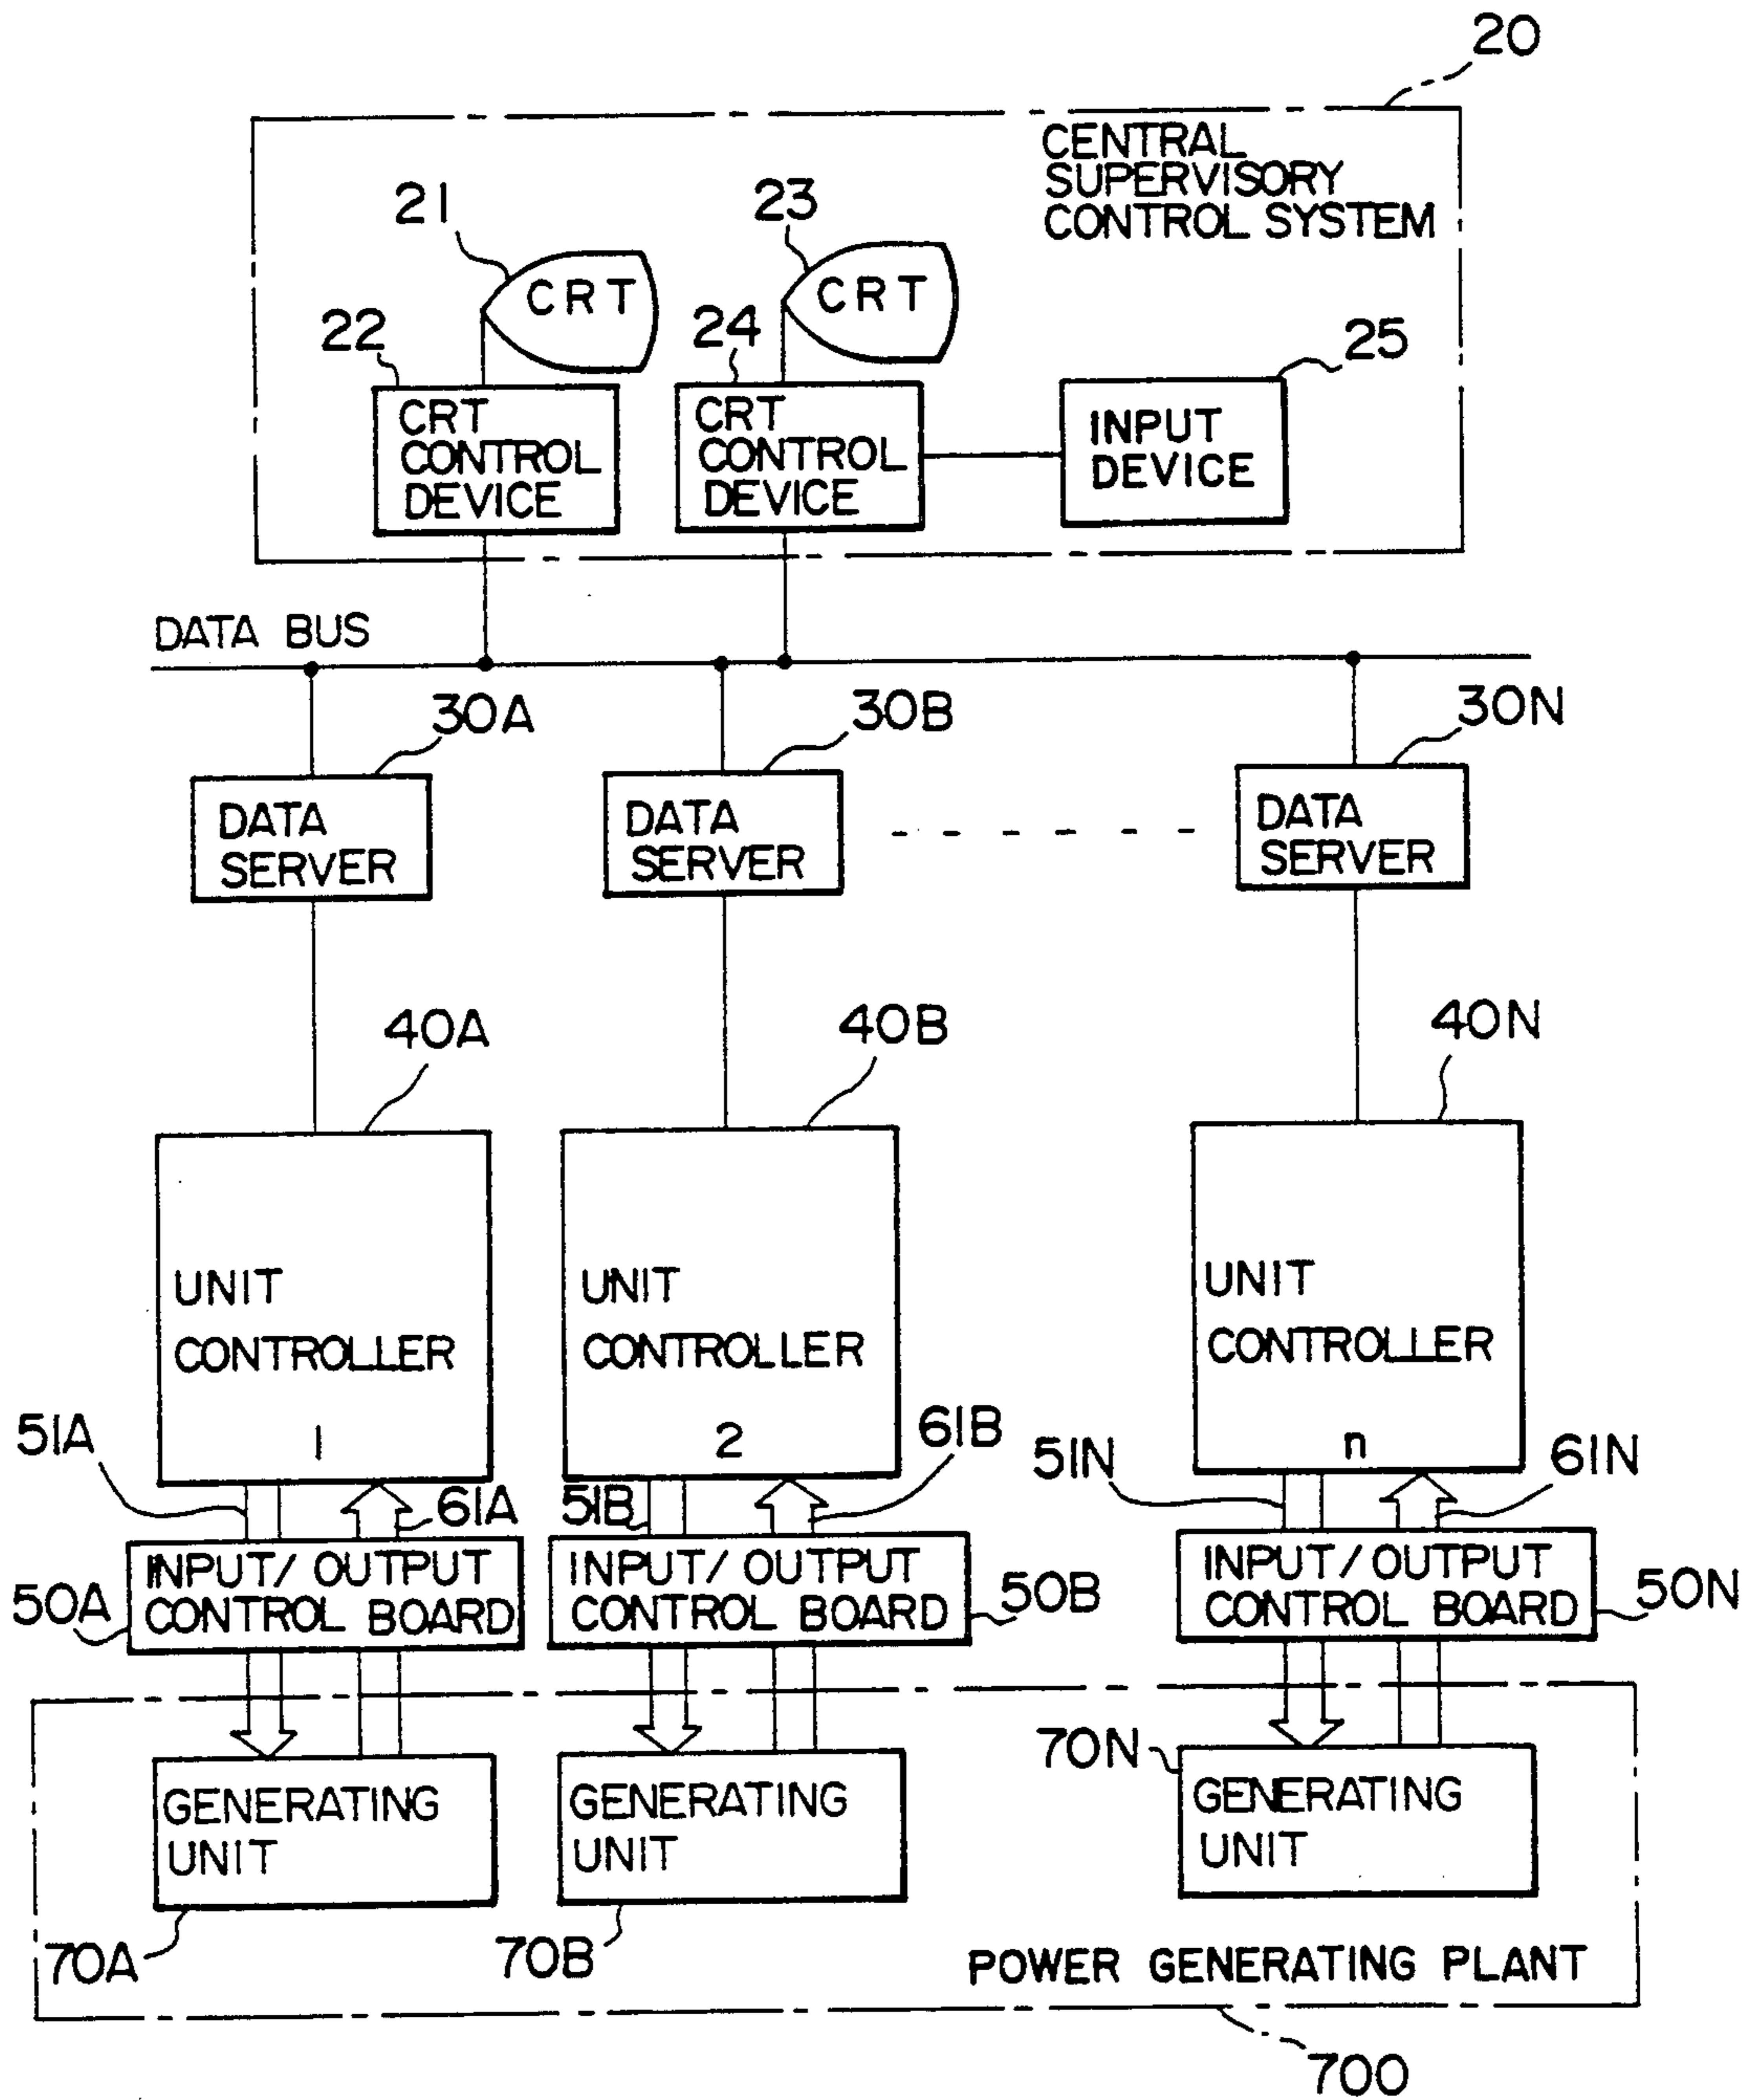 20
CENTRAL
SUPERVISORY
CONTROL SYSTEM
21
23
CRT
CRT
22
24
25
CRT
CONTROL
DEVICE
CRT
CONTROL
DEVICE
INPUT
DEVICE
DATA BUS
30A
30B
30N
DATA
SERVER
DATA
SERVER
DATA
SERVER
40A
40B
40N
UNIT
CONTROLLER
1
UNIT
CONTROLLER
2
UNIT
CONTROLLER
n
51A
61A
51B
61B
51N
61N
INPUT/OUTPUT
CONTROL BOARD
50A
INPUT/OUTPUT
CONTROL BOARD
50B
INPUT/OUTPUT
CONTROL BOARD
50N
70N
GENERATING
UNIT
GENERATING
UNIT
GENERATING
UNIT
70A
70B
POWER GENERATING PLANT
700